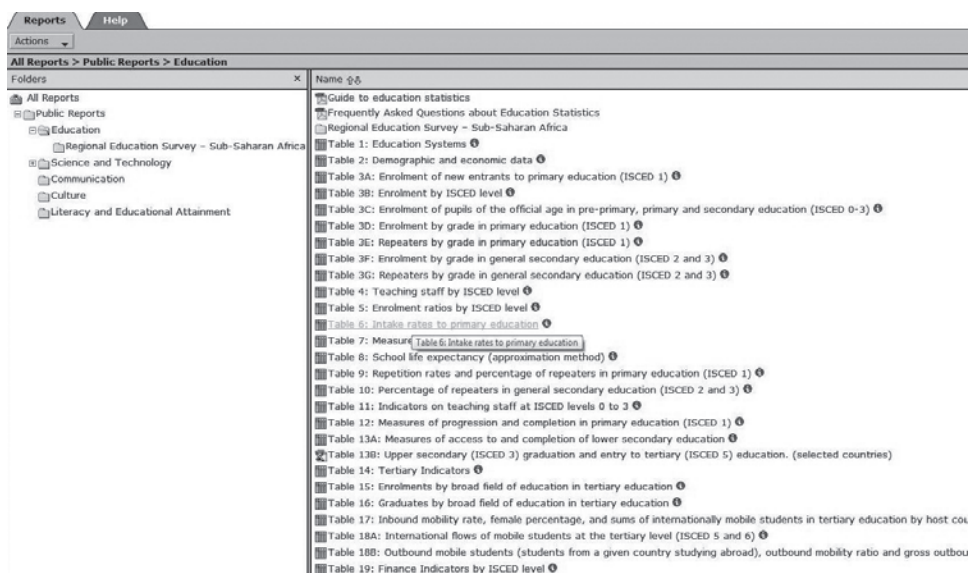 Reports Help
Actions
All Reports > Public Reports > Education
Folders ×
All Reports
Public Reports
Education
Regional Education Survey – Sub-Saharan Africa
Science and Technology
Communication
Culture
Literacy and Educational Attainment
Name
Guide to education statistics
Frequently Asked Questions about Education Statistics
Regional Education Survey – Sub-Saharan Africa
Table 1: Education Systems
Table 2: Demographic and economic data
Table 3A: Enrolment of new entrants to primary education (ISCED 1)
Table 3B: Enrolment by ISCED level
Table 3C: Enrolment of pupils of the official age in pre-primary, primary and secondary education (ISCED 0-3)
Table 3D: Enrolment by grade in primary education (ISCED 1)
Table 3E: Repeaters by grade in primary education (ISCED 1)
Table 3F: Enrolment by grade in general secondary education (ISCED 2 and 3)
Table 3G: Repeaters by grade in general secondary education (ISCED 2 and 3)
Table 4: Teaching staff by ISCED level
Table 5: Enrolment ratios by ISCED level
Table 6: Intake rates to primary education
Table 7: Measure Table 6: Intake rates to primary education
Table 8: School life expectancy (approximation method)
Table 9: Repetition rates and percentage of repeaters in primary education (ISCED 1)
Table 10: Percentage of repeaters in general secondary education (ISCED 2 and 3)
Table 11: Indicators on teaching staff at ISCED levels 0 to 3
Table 12: Measures of progression and completion in primary education (ISCED 1)
Table 13A: Measures of access to and completion of lower secondary education
Table 13B: Upper secondary (ISCED 3) graduation and entry to tertiary (ISCED 5) education. (selected countries)
Table 14: Tertiary Indicators
Table 15: Enrolments by broad field of education in tertiary education
Table 16: Graduates by broad field of education in tertiary education
Table 17: Inbound mobility rate, female percentage, and sums of internationally mobile students in tertiary education by host cou
Table 18A: International flows of mobile students at the tertiary level (ISCED 5 and 6)
Table 18B: Outbound mobile students (students from a given country studying abroad), outbound mobility ratio and gross outbou
Table 19: Finance Indicators by ISCED level